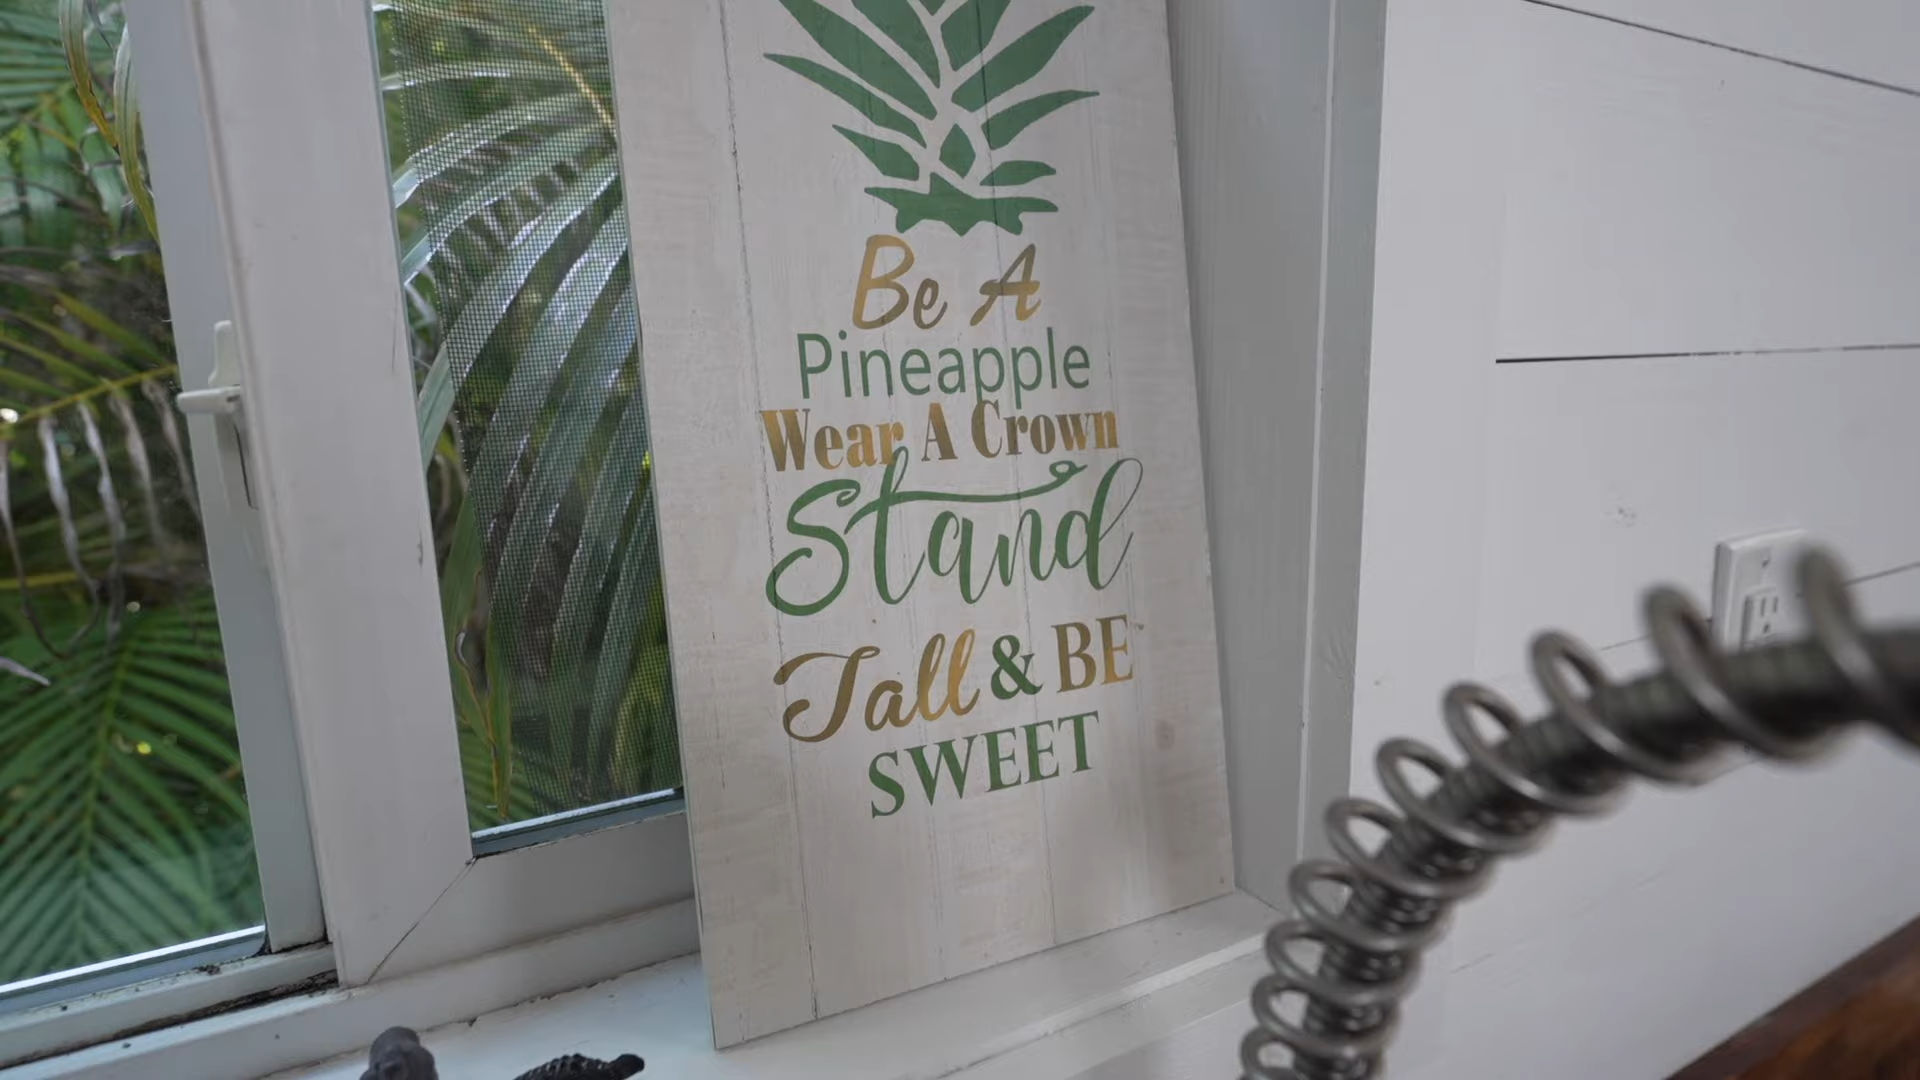 Be A
Pineapple
Wear A Crown
Stand
Tall & BE
SWEET